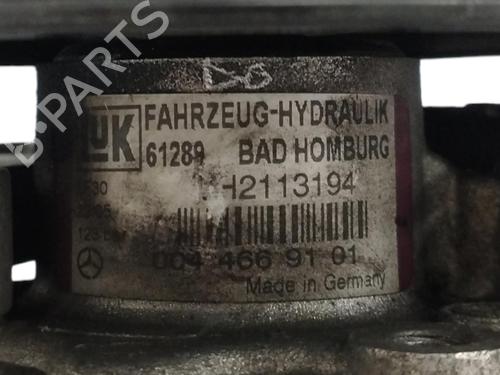 B-PARTS
LUK FAHRZEUG-HYDRAULIK
61289 BAD HOMBURG
H2113194
004 466 91 01
Made in Germany